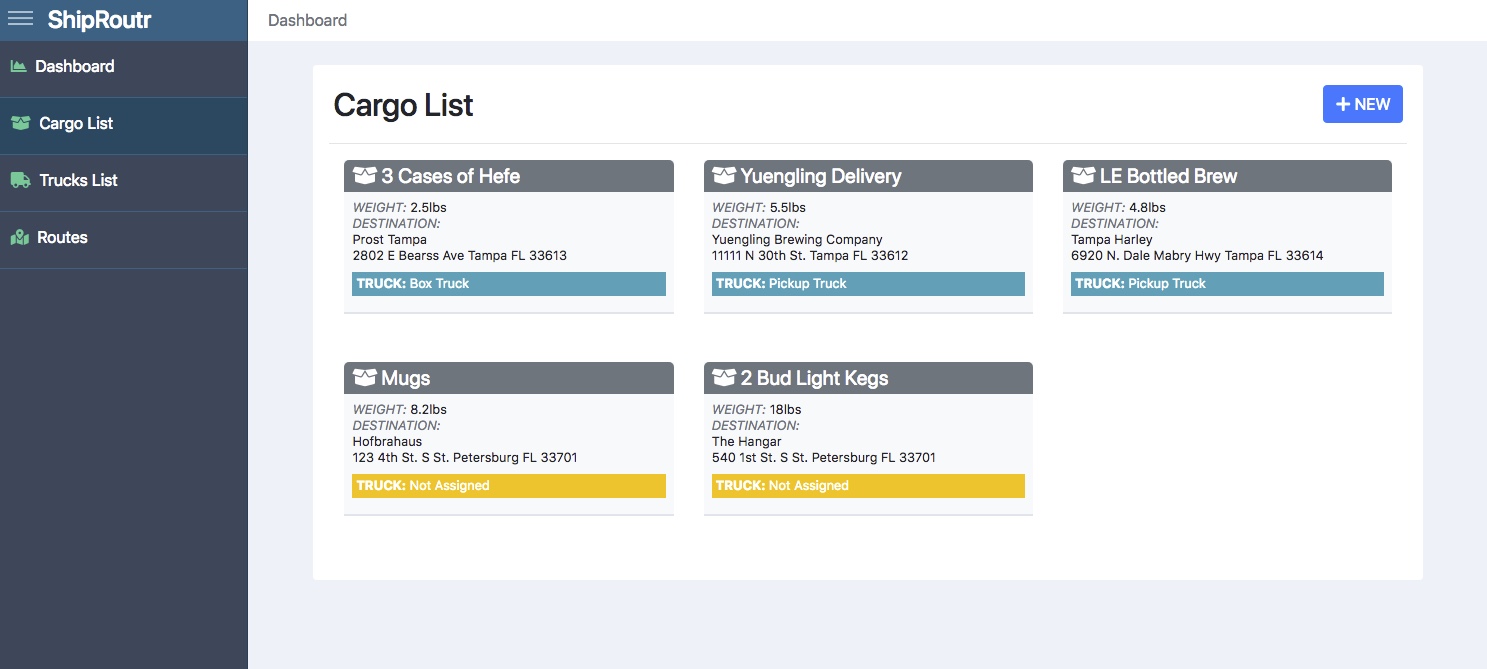 ShipRoutr
Dashboard
Dashboard
Cargo List
Trucks List
Routes
Cargo List
+ NEW
3 Cases of Hefe
WEIGHT: 2.5lbs
DESTINATION:
Prost Tampa
2802 E Bearss Ave Tampa FL 33613
TRUCK: Box Truck
Yuengling Delivery
WEIGHT: 5.5lbs
DESTINATION:
Yuengling Brewing Company
11111 N 30th St. Tampa FL 33612
TRUCK: Pickup Truck
LE Bottled Brew
WEIGHT: 4.8lbs
DESTINATION:
Tampa Harley
6920 N. Dale Mabry Hwy Tampa FL 33614
TRUCK: Pickup Truck
Mugs
WEIGHT: 8.2lbs
DESTINATION:
Hofbrahaus
123 4th St. S St. Petersburg FL 33701
TRUCK: Not Assigned
2 Bud Light Kegs
WEIGHT: 18lbs
DESTINATION:
The Hangar
540 1st St. S St. Petersburg FL 33701
TRUCK: Not Assigned